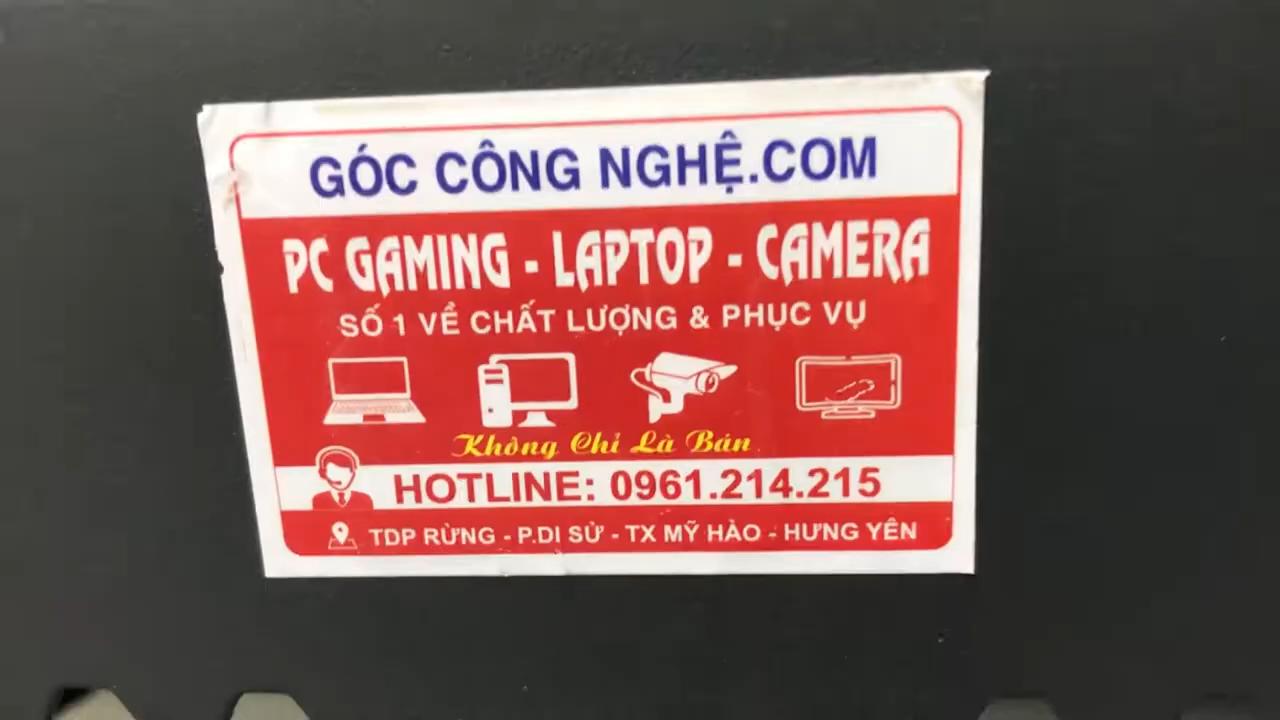 GÓC CÔNG NGHỆ.COM
PC GAMING - LAPTOP - CAMERA
SỐ 1 VỀ CHẤT LƯỢNG & PHỤC VỤ
Không Chỉ Là Bán
HOTLINE: 0961.214.215
TDP RỪNG - P.DI SỬ - TX MỸ HÀO - HƯNG YÊN